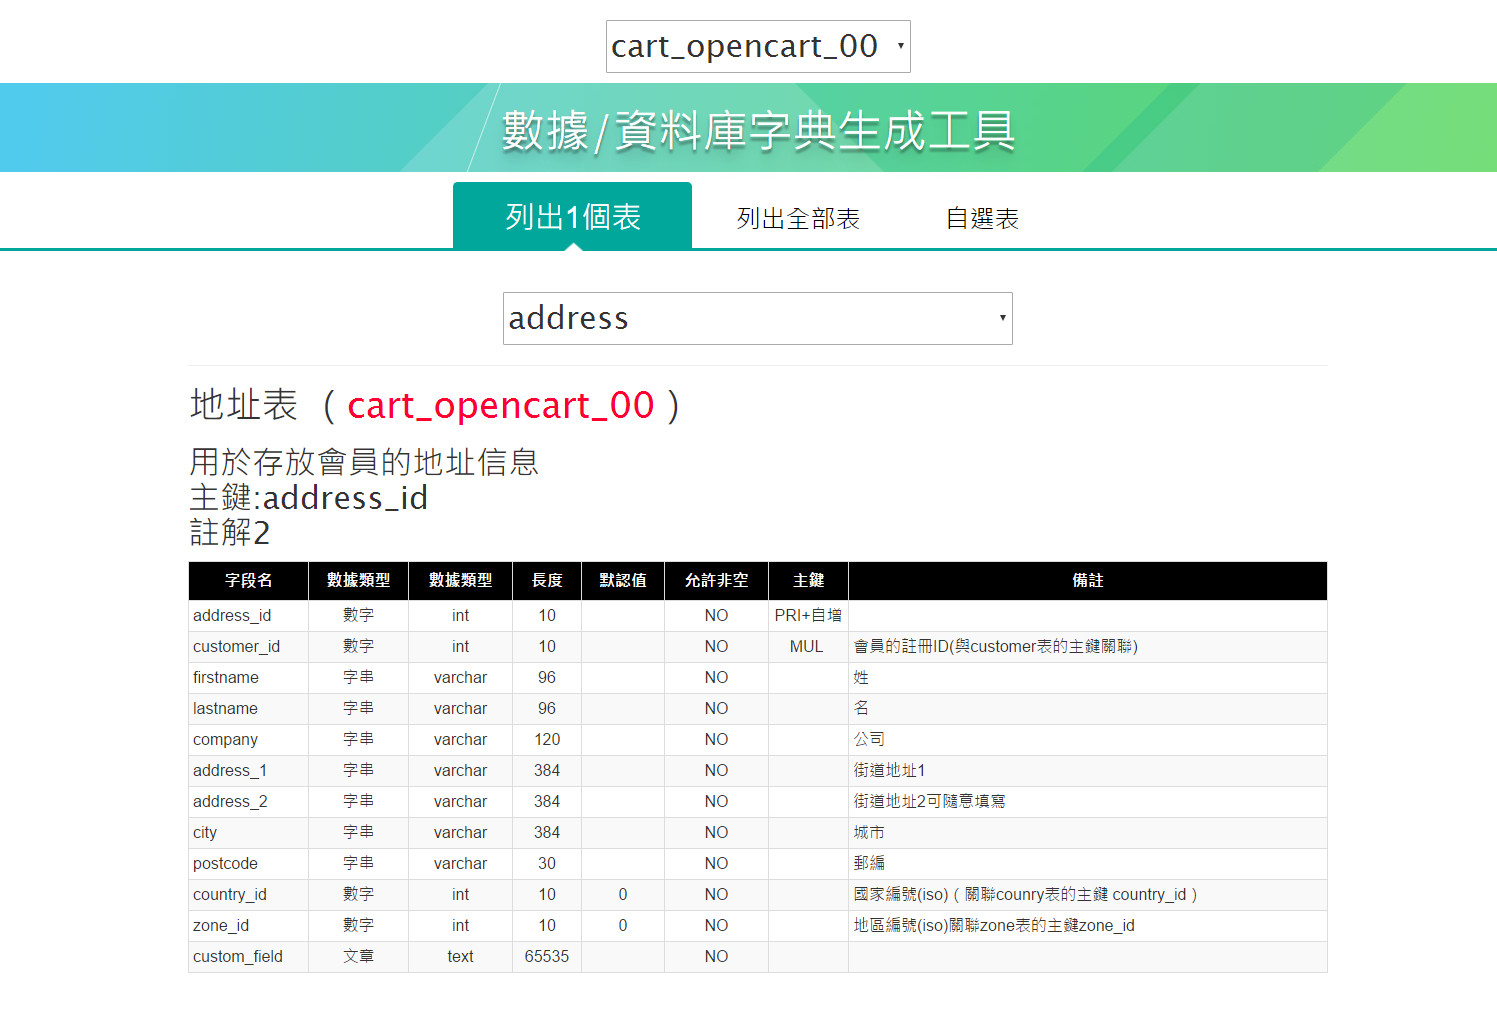 cart_opencart_00
數據/資料庫字典生成工具
列出1個表 列出全部表 自選表
address
地址表 ( cart_opencart_00 )
用於存放會員的地址信息
主鍵:address_id
註解2
字段名 數據類型 數據類型 長度 默認值 允許非空 主鍵 備註
address_id 數字 int 10 NO PRI+自增
customer_id 數字 int 10 NO MUL 會員的註冊ID(與customer表的主鍵關聯)
firstname 字串 varchar 96 NO 姓
lastname 字串 varchar 96 NO 名
company 字串 varchar 120 NO 公司
address_1 字串 varchar 384 NO 街道地址1
address_2 字串 varchar 384 NO 街道地址2可隨意填寫
city 字串 varchar 384 NO 城市
postcode 字串 varchar 30 NO 郵編
country_id 數字 int 10 0 NO 國家編號(iso) ( 關聯counry表的主鍵 country_id )
zone_id 數字 int 10 0 NO 地區編號(iso)關聯zone表的主鍵zone_id
custom_field 文章 text 65535 NO